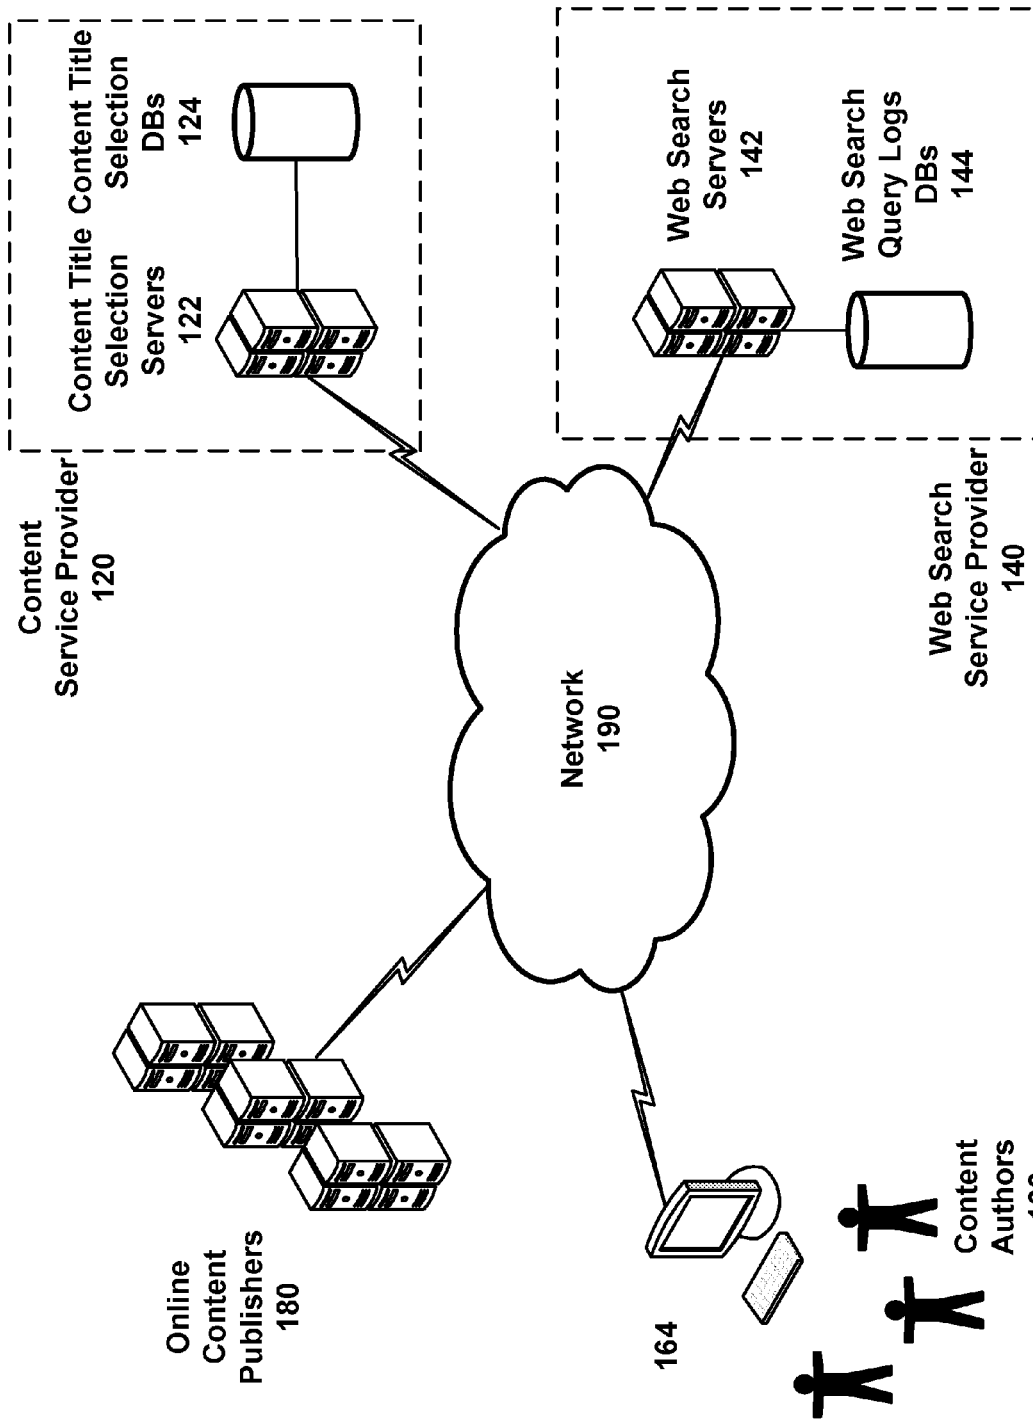 Online
Content
Publishers
180
Content
Service Provider
120
Content Title
Selection
Servers
122
Content Title
Selection
DBs
124
Network
190
164
Content
Authors
Web Search
Service Provider
140
Web Search
Servers
142
Web Search
Query Logs
DBs
144